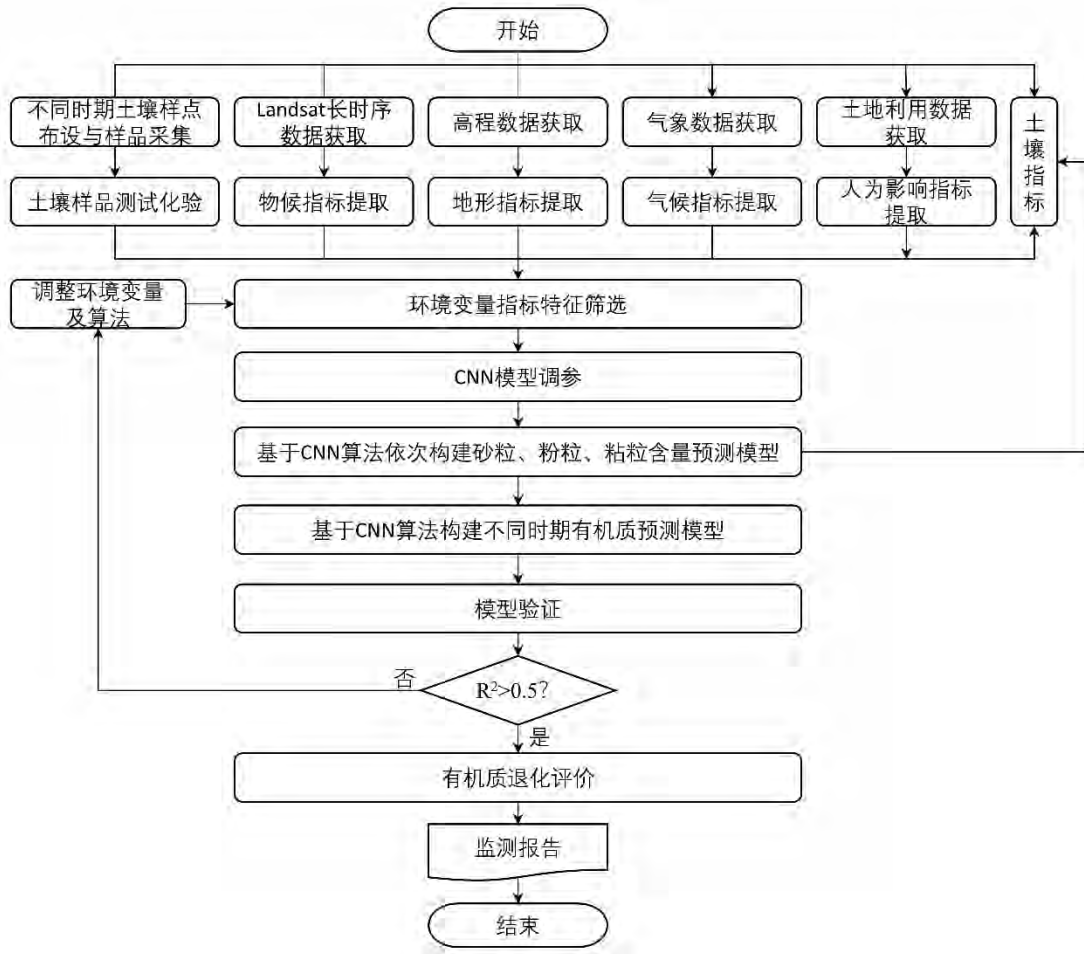 开始
不同时期土壤样点
布设与样品采集
Landsat长时序
数据获取
高程数据获取
气象数据获取
土地利用数据
获取
土壤指标
土壤样品测试化验
物候指标提取
地形指标提取
气候指标提取
人为影响指标
提取
调整环境变量
及算法
环境变量指标特征筛选
CNN模型调参
基于CNN算法依次构建砂粒、粉粒、粘粒含量预测模型
基于CNN算法构建不同时期有机质预测模型
模型验证
否
R²>0.5?
是
有机质退化评价
监测报告
结束